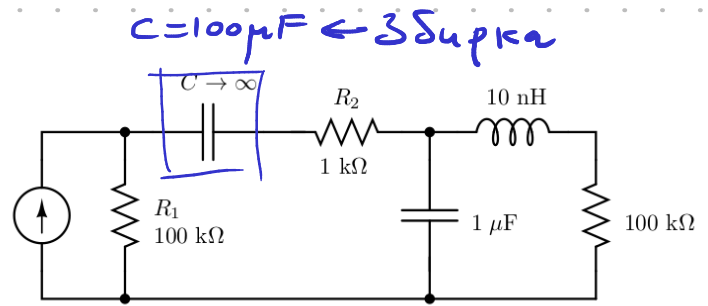 C=100μF ← Збирка
C → ∞
R₂
10 nH
1 kΩ
R₁
100 kΩ
1 μF
100 kΩ